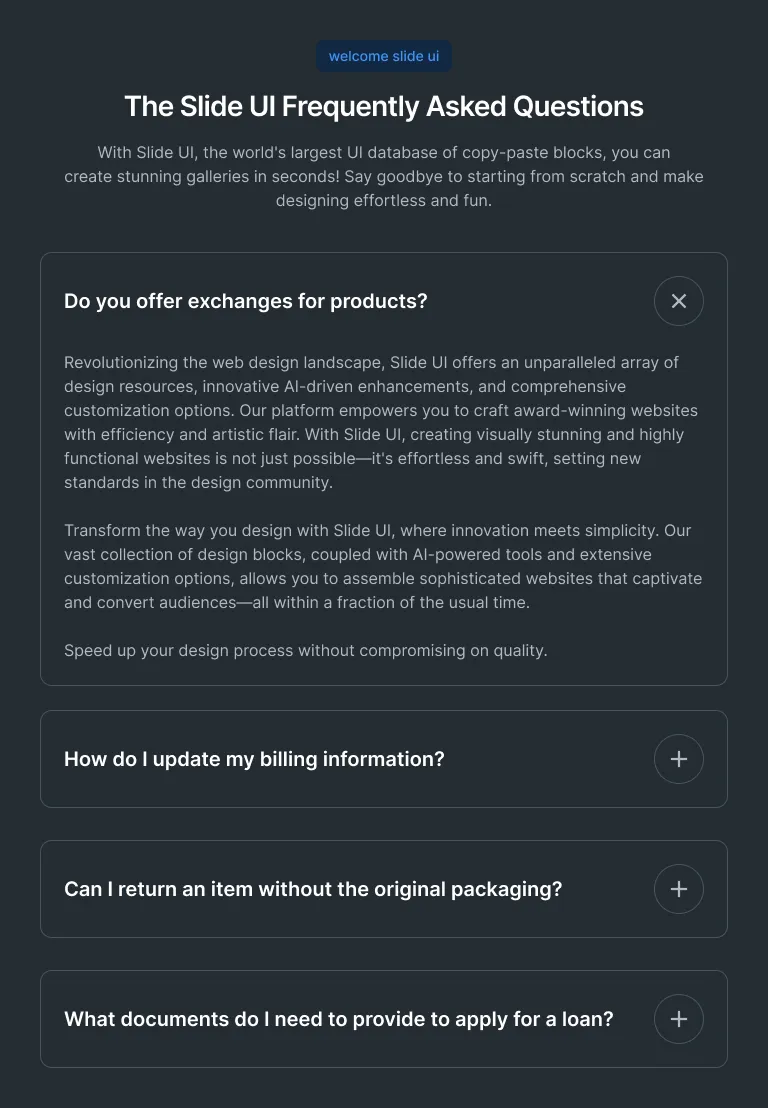 welcome slide ui
The Slide UI Frequently Asked Questions
With Slide UI, the world's largest UI database of copy-paste blocks, you can
create stunning galleries in seconds! Say goodbye to starting from scratch and make
designing effortless and fun.
Do you offer exchanges for products?
Revolutionizing the web design landscape, Slide UI offers an unparalleled array of
design resources, innovative AI-driven enhancements, and comprehensive
customization options. Our platform empowers you to craft award-winning websites
with efficiency and artistic flair. With Slide UI, creating visually stunning and highly
functional websites is not just possible—it's effortless and swift, setting new
standards in the design community.
Transform the way you design with Slide UI, where innovation meets simplicity. Our
vast collection of design blocks, coupled with AI-powered tools and extensive
customization options, allows you to assemble sophisticated websites that captivate
and convert audiences—all within a fraction of the usual time.
Speed up your design process without compromising on quality.
How do I update my billing information?
Can I return an item without the original packaging?
What documents do I need to provide to apply for a loan?